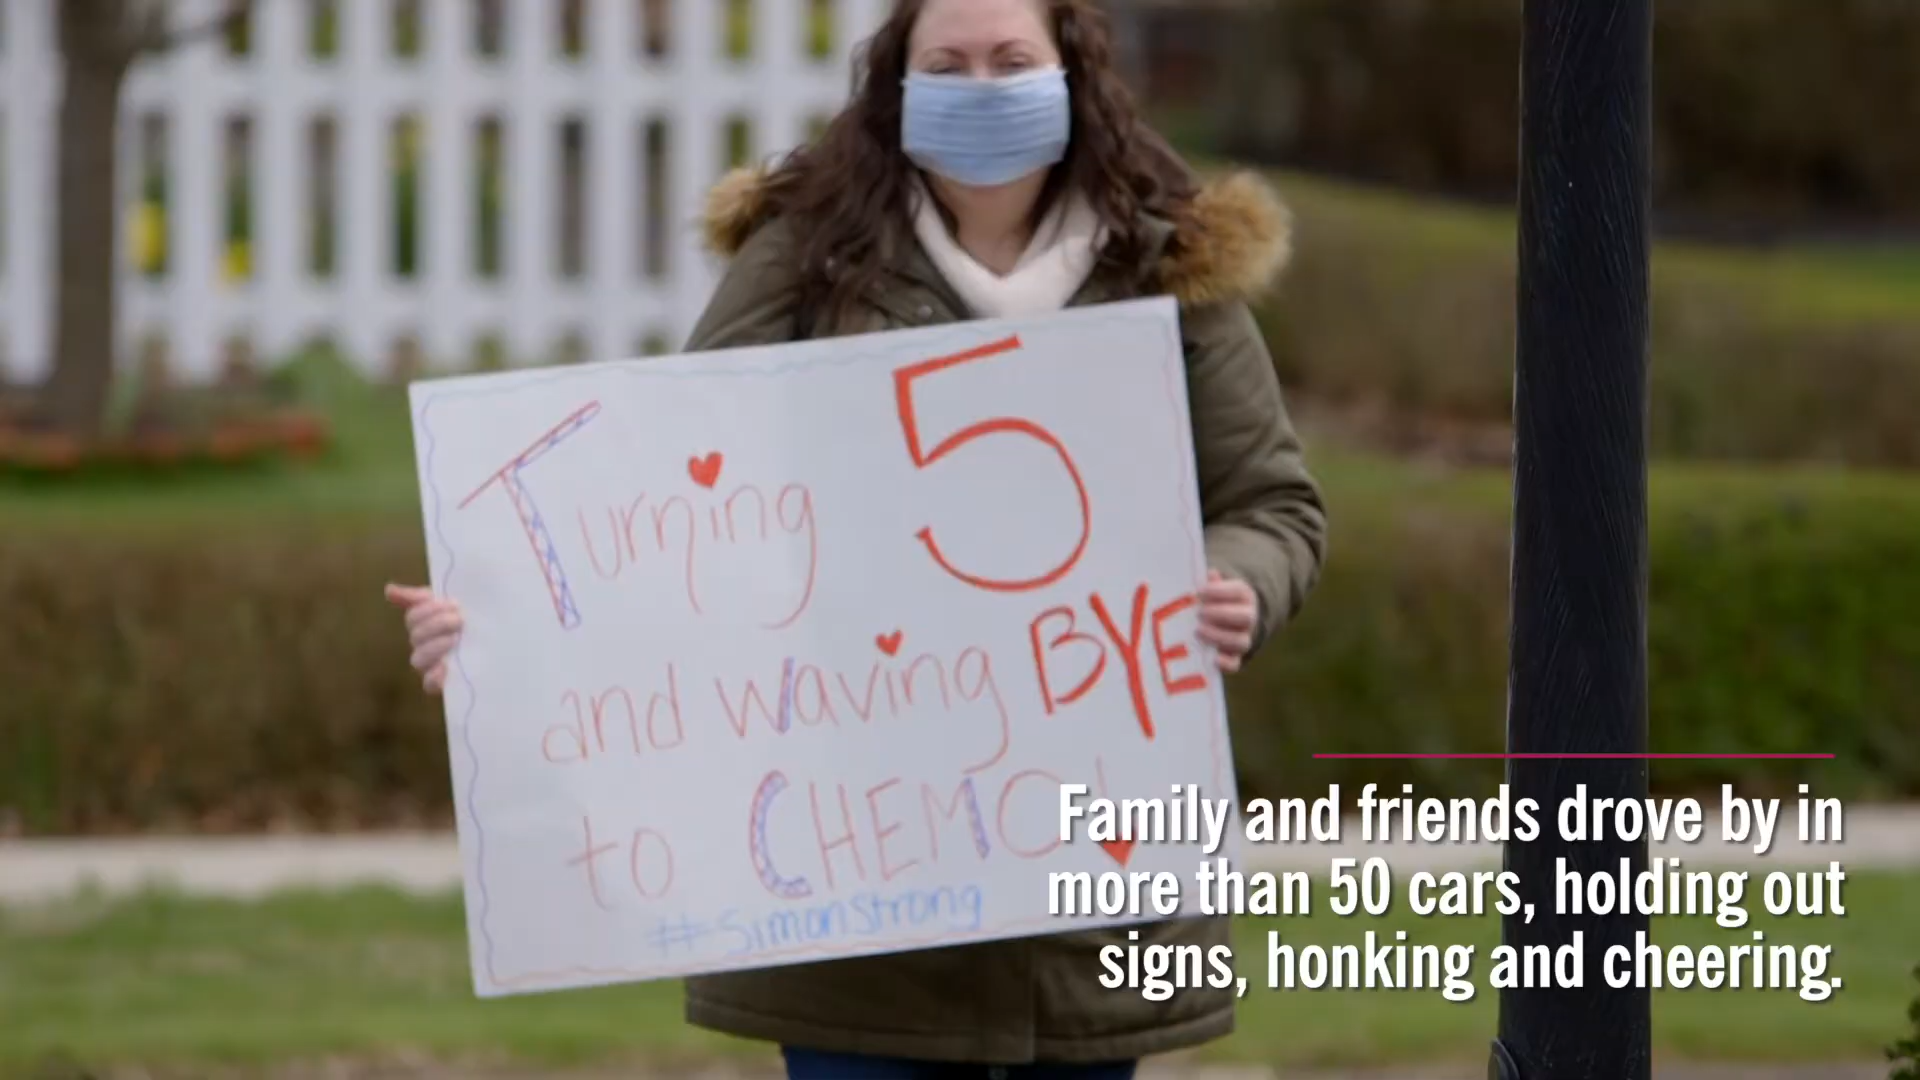 Turning 5
and waving BYE
to CHEMO!
#Simonstrong
Family and friends drove by in
more than 50 cars, holding out
signs, honking and cheering.